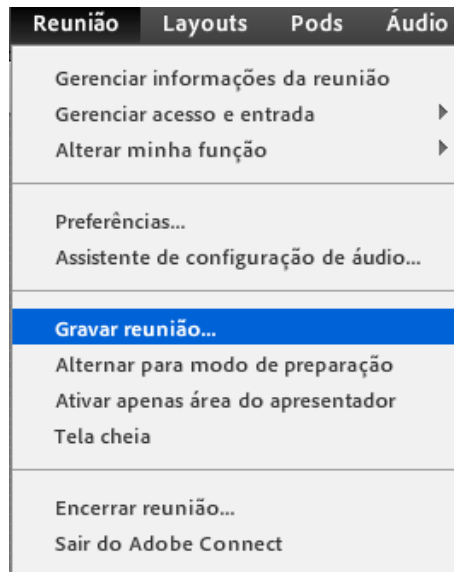 Reunião Layouts Pods Áudio
Gerenciar informações da reunião
Gerenciar acesso e entrada
Alterar minha função
Preferências...
Assistente de configuração de áudio...
Gravar reunião...
Alternar para modo de preparação
Ativar apenas área do apresentador
Tela cheia
Encerrar reunião...
Sair do Adobe Connect